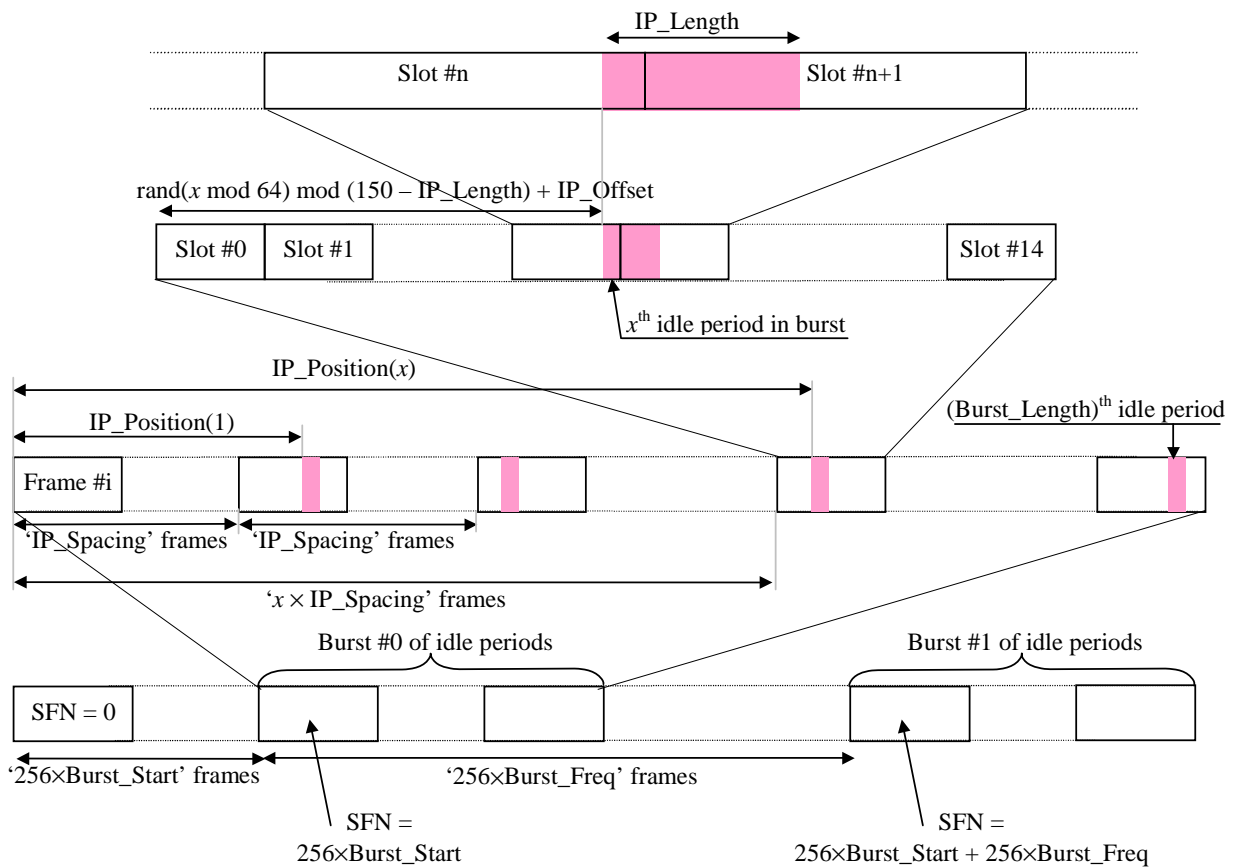 IP_Length
Slot #n
Slot #n+1
rand(x mod 64) mod (150 – IP_Length) + IP_Offset
Slot #0
Slot #1
Slot #14
xth idle period in burst
IP_Position(x)
IP_Position(1)
(Burst_Length)th idle period
Frame #i
‘IP_Spacing’ frames
‘IP_Spacing’ frames
‘x × IP_Spacing’ frames
Burst #0 of idle periods
Burst #1 of idle periods
SFN = 0
‘256×Burst_Start’ frames
‘256×Burst_Freq’ frames
SFN =
256×Burst_Start
SFN =
256×Burst_Start + 256×Burst_Freq